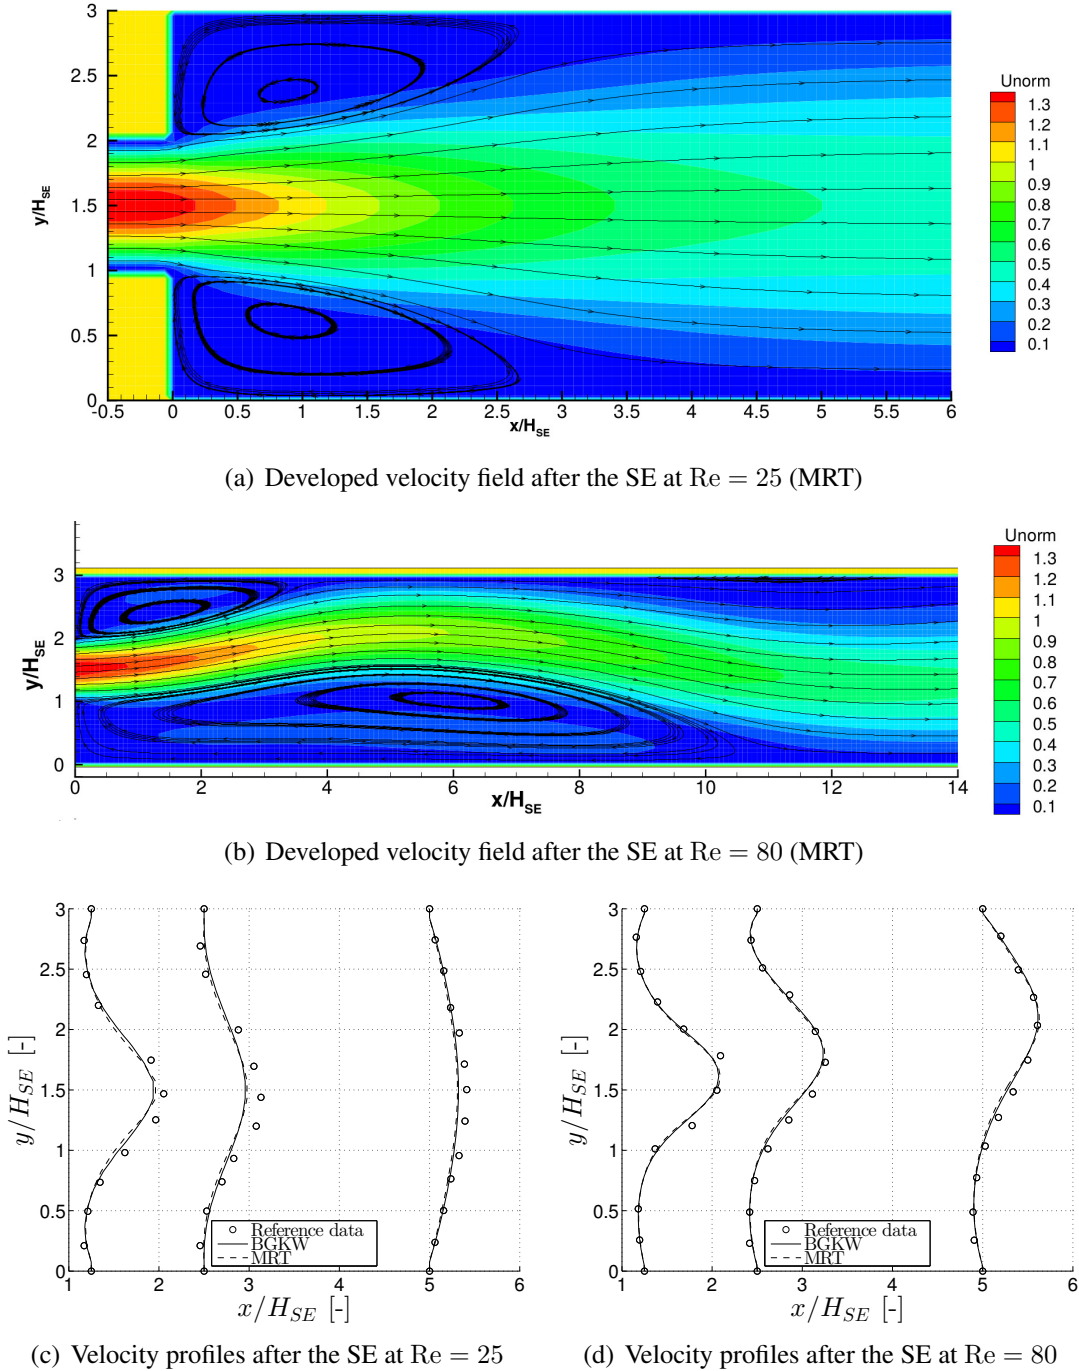 3
2.5
2
1.5
1
0.5
0
y/H_SE
-0.5 0 0.5 1 1.5 2 2.5 3 3.5 4 4.5 5 5.5 6
x/H_SE
Unorm
1.3
1.2
1.1
1
0.9
0.8
0.7
0.6
0.5
0.4
0.3
0.2
0.1
(a) Developed velocity field after the SE at Re = 25 (MRT)
3
2
1
0
y/H_SE
0 2 4 6 8 10 12 14
x/H_SE
Unorm
1.3
1.2
1.1
1
0.9
0.8
0.7
0.6
0.5
0.4
0.3
0.2
0.1
(b) Developed velocity field after the SE at Re = 80 (MRT)
3
2.5
2
1.5
1
0.5
0
y/H_SE [-]
Reference data
BGKW
MRT
1 2 3 4 5 6
x/H_SE [-]
(c) Velocity profiles after the SE at Re = 25
3
2.5
2
1.5
1
0.5
0
y/H_SE [-]
Reference data
BGKW
MRT
1 2 3 4 5 6
x/H_SE [-]
(d) Velocity profiles after the SE at Re = 80